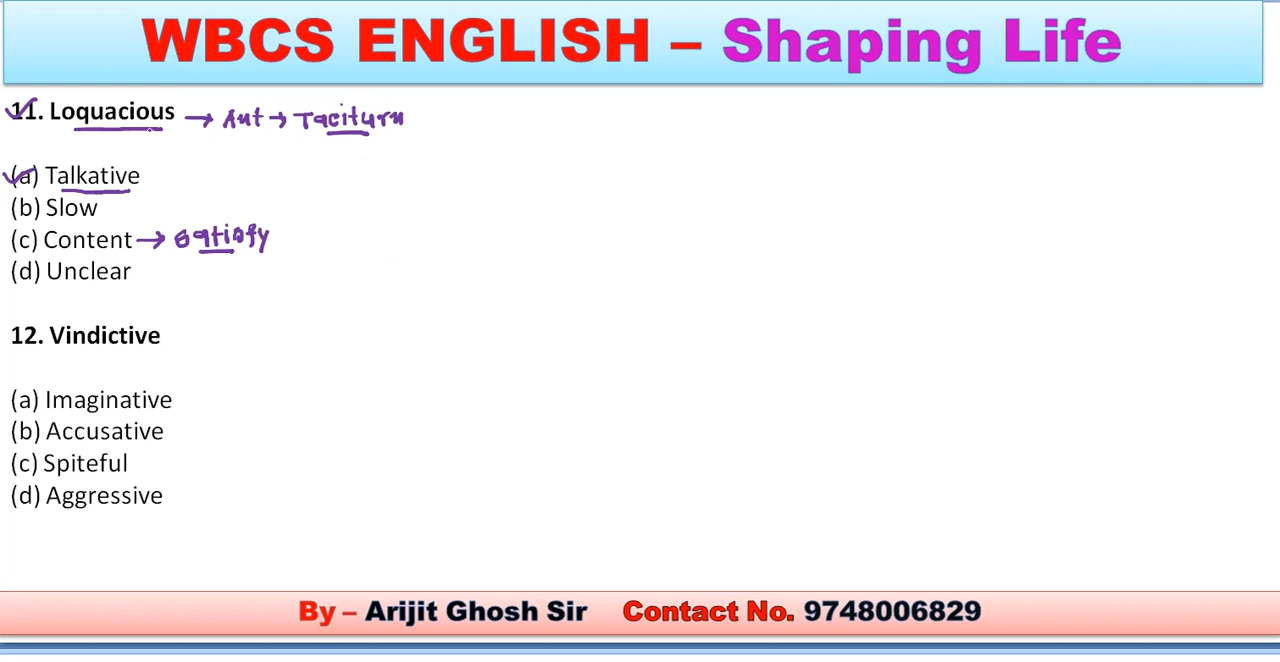 WBCS ENGLISH – Shaping Life
11. Loquacious → Ant → Taciturn
(a) Talkative
(b) Slow
(c) Content → satisfy
(d) Unclear
12. Vindictive
(a) Imaginative
(b) Accusative
(c) Spiteful
(d) Aggressive
By – Arijit Ghosh Sir Contact No. 9748006829